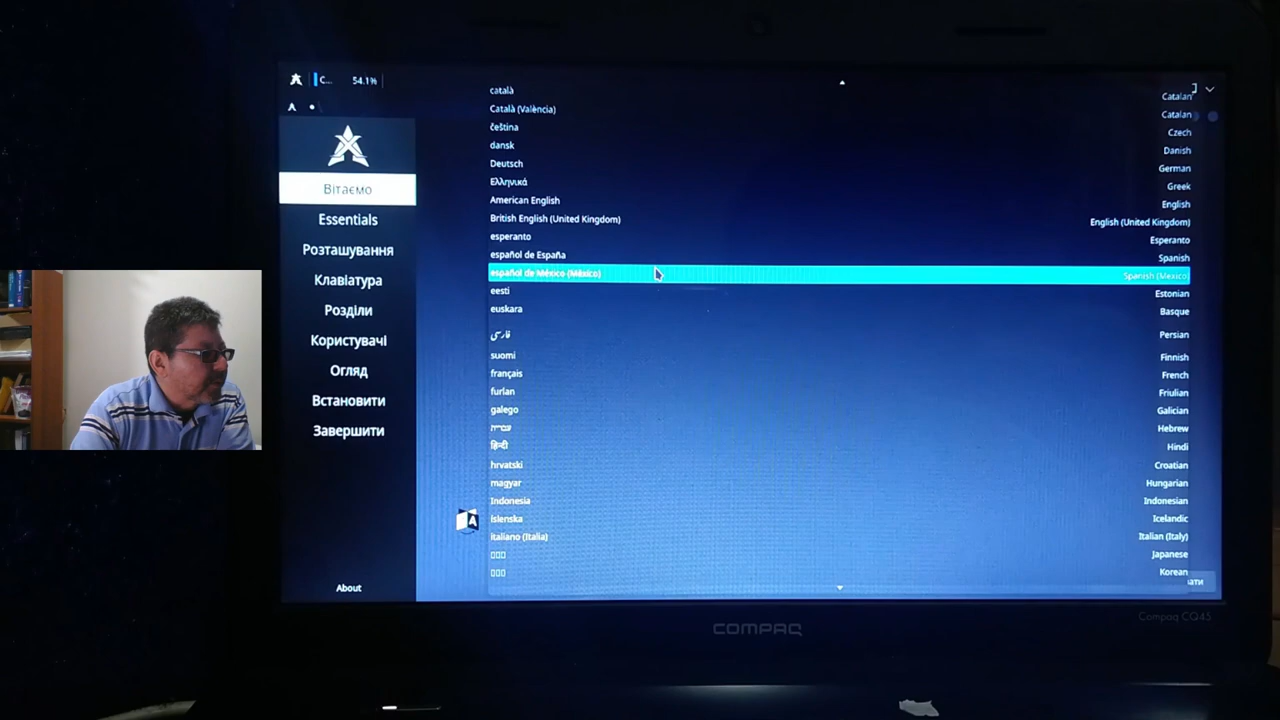 C... 54.1%
Вітаємо
Essentials
Розташування
Клавіатура
Розділи
Користувачі
Огляд
Встановити
Завершити
About
català Catalan
Català (València) Catalan
čeština Czech
dansk Danish
Deutsch German
Ελληνικά Greek
American English English
British English (United Kingdom) English (United Kingdom)
esperanto Esperanto
español de España Spanish
español de México (México) Spanish (Mexico)
eesti Estonian
euskara Basque
فارسی Persian
suomi Finnish
français French
furlan Friulian
galego Galician
עברית Hebrew
हिन्दी Hindi
hrvatski Croatian
magyar Hungarian
Indonesia Indonesian
íslenska Icelandic
italiano (Italia) Italian (Italy)
Japanese
Korean
COMPAQ
Compaq CQ45